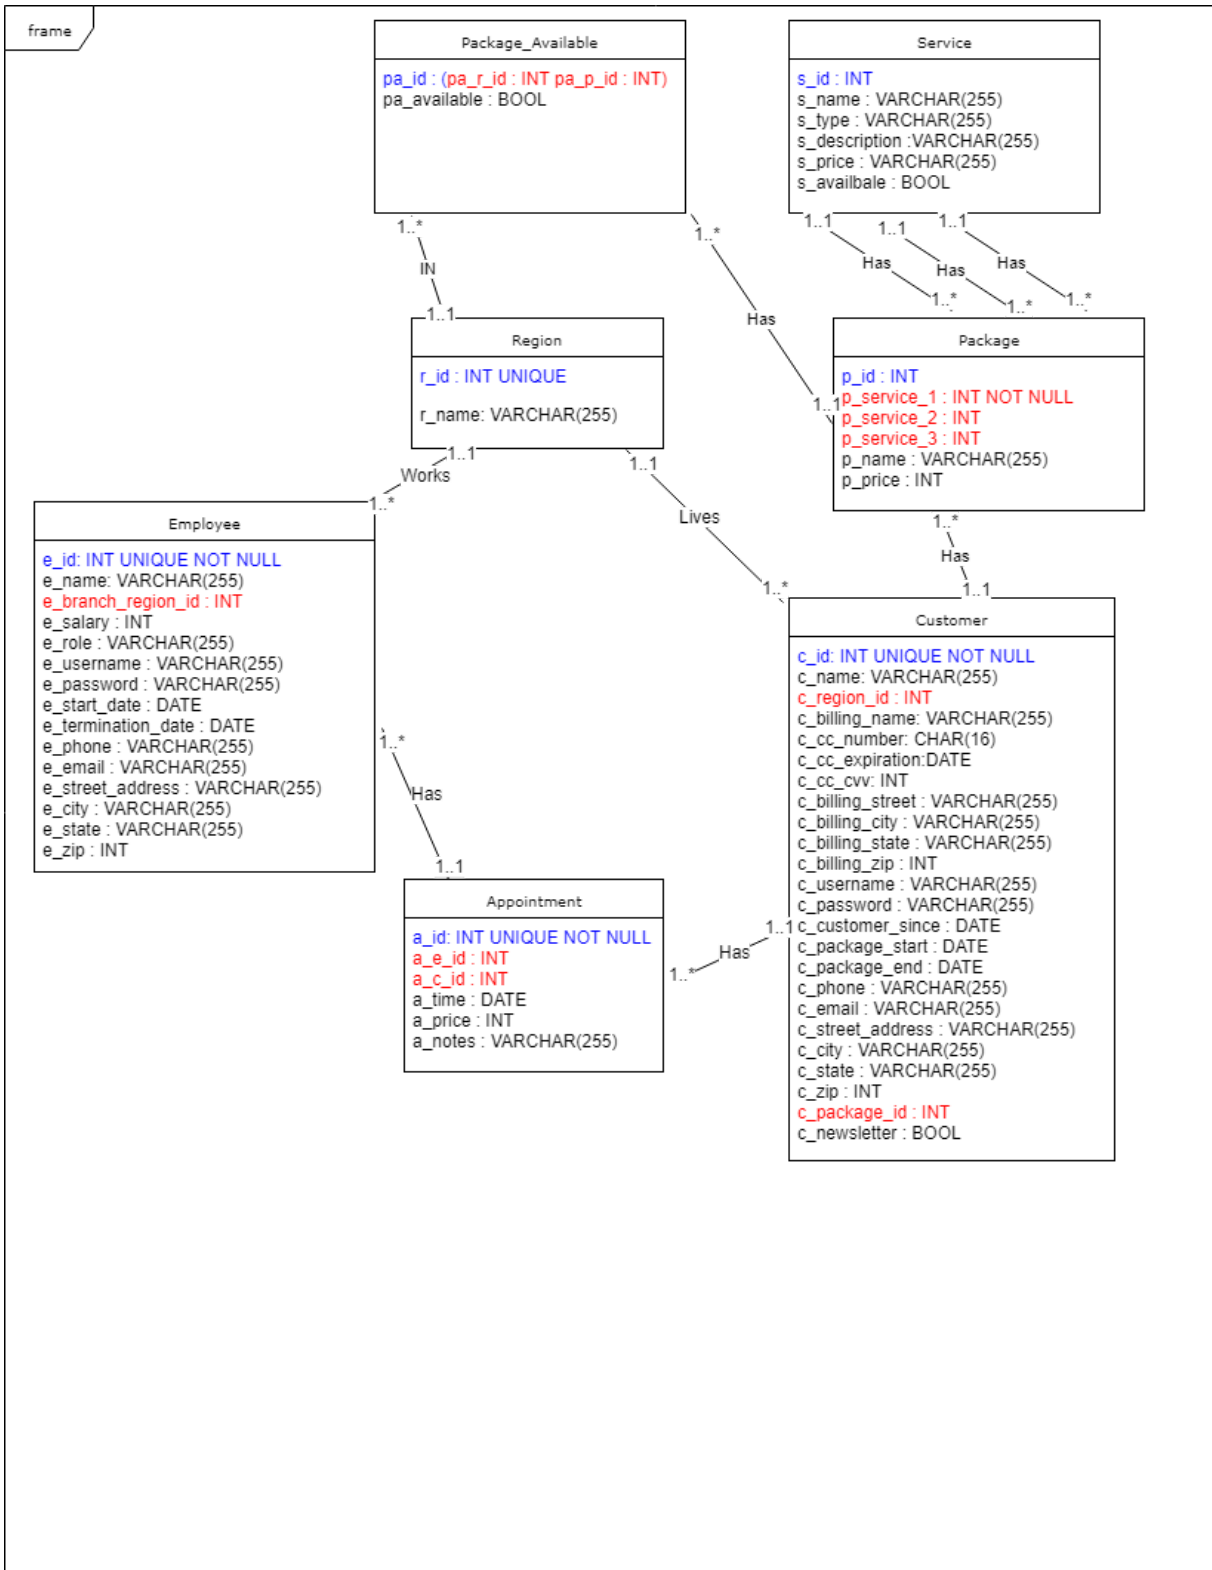 frame
Package_Available
pa_id : (pa_r_id : INT pa_p_id : INT)
pa_available : BOOL
Service
s_id : INT
s_name : VARCHAR(255)
s_type : VARCHAR(255)
s_description :VARCHAR(255)
s_price : VARCHAR(255)
s_availbale : BOOL
1..*
IN
1..1
1..*
Has
1..1
1..1
Has
1..*
1..1
Has
1..*
1..1
Has
1..*
Region
r_id : INT UNIQUE
r_name: VARCHAR(255)
Package
p_id : INT
p_service_1 : INT NOT NULL
p_service_2 : INT
p_service_3 : INT
p_name : VARCHAR(255)
p_price : INT
1..1
Works
1..*
1..1
Lives
1..*
1..*
Has
1..1
Employee
e_id: INT UNIQUE NOT NULL
e_name: VARCHAR(255)
e_branch_region_id : INT
e_salary : INT
e_role : VARCHAR(255)
e_username : VARCHAR(255)
e_password : VARCHAR(255)
e_start_date : DATE
e_termination_date : DATE
e_phone : VARCHAR(255)
e_email : VARCHAR(255)
e_street_address : VARCHAR(255)
e_city : VARCHAR(255)
e_state : VARCHAR(255)
e_zip : INT
1..*
Has
1..1
Customer
c_id: INT UNIQUE NOT NULL
c_name: VARCHAR(255)
c_region_id : INT
c_billing_name: VARCHAR(255)
c_cc_number: CHAR(16)
c_cc_expiration:DATE
c_cc_cvv: INT
c_billing_street : VARCHAR(255)
c_billing_city : VARCHAR(255)
c_billing_state : VARCHAR(255)
c_billing_zip : INT
c_username : VARCHAR(255)
c_password : VARCHAR(255)
c_customer_since : DATE
c_package_start : DATE
c_package_end : DATE
c_phone : VARCHAR(255)
c_email : VARCHAR(255)
c_street_address : VARCHAR(255)
c_city : VARCHAR(255)
c_state : VARCHAR(255)
c_zip : INT
c_package_id : INT
c_newsletter : BOOL
Appointment
a_id: INT UNIQUE NOT NULL
a_e_id : INT
a_c_id : INT
a_time : DATE
a_price : INT
a_notes : VARCHAR(255)
1..1
Has
1..*